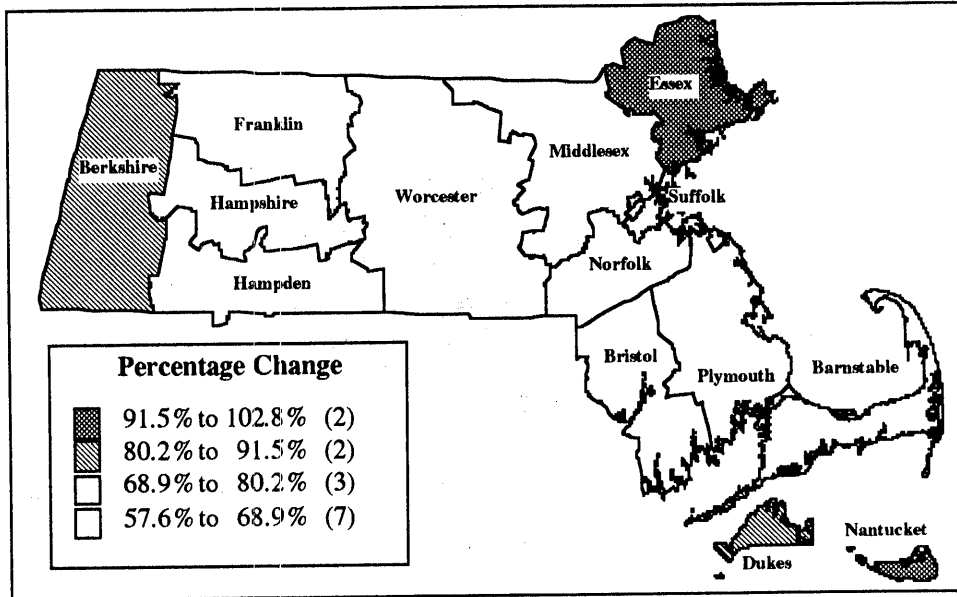 Essex
Franklin
Middlesex
Berkshire
Worcester
Suffolk
Hampshire
Norfolk
Hampden
Bristol
Plymouth
Barnstable
Percentage Change
91.5% to 102.8% (2)
80.2% to 91.5% (2)
68.9% to 80.2% (3)
57.6% to 68.9% (7)
Nantucket
Dukes